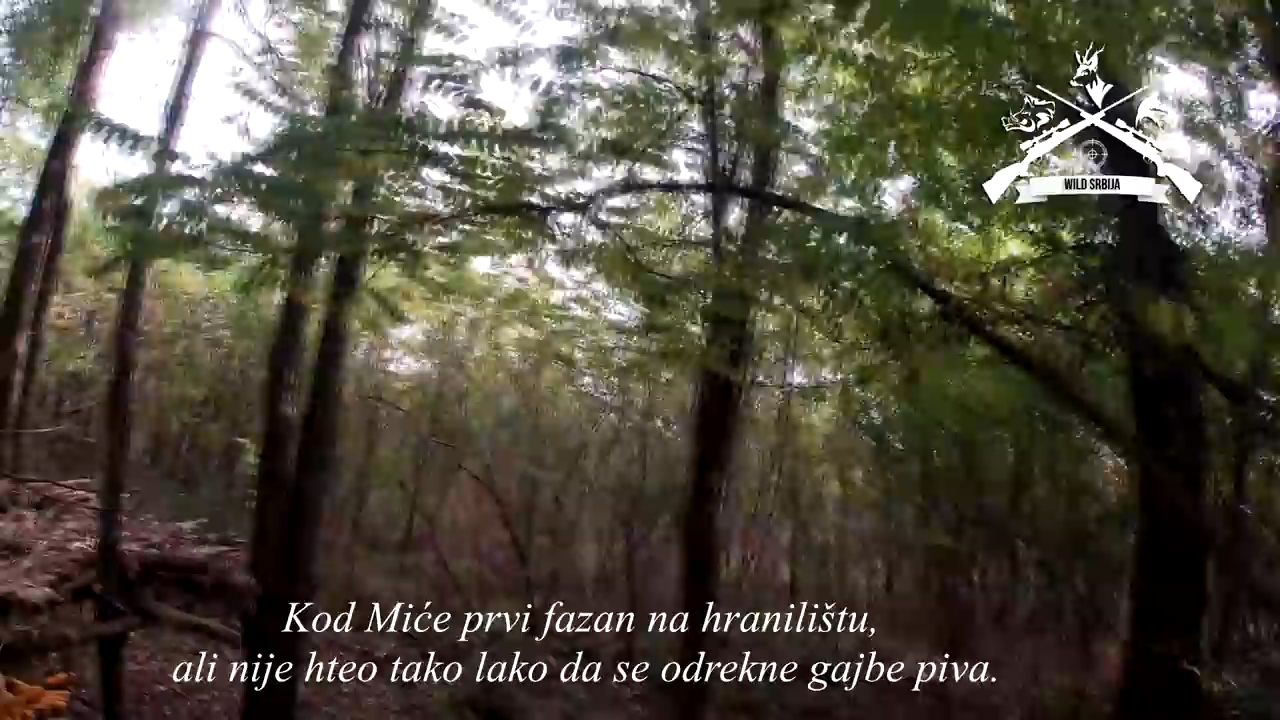 WILD SRBIJA
Kod Miće prvi fazan na hranilištu,
ali nije hteo tako lako da se odrekne gajbe piva.